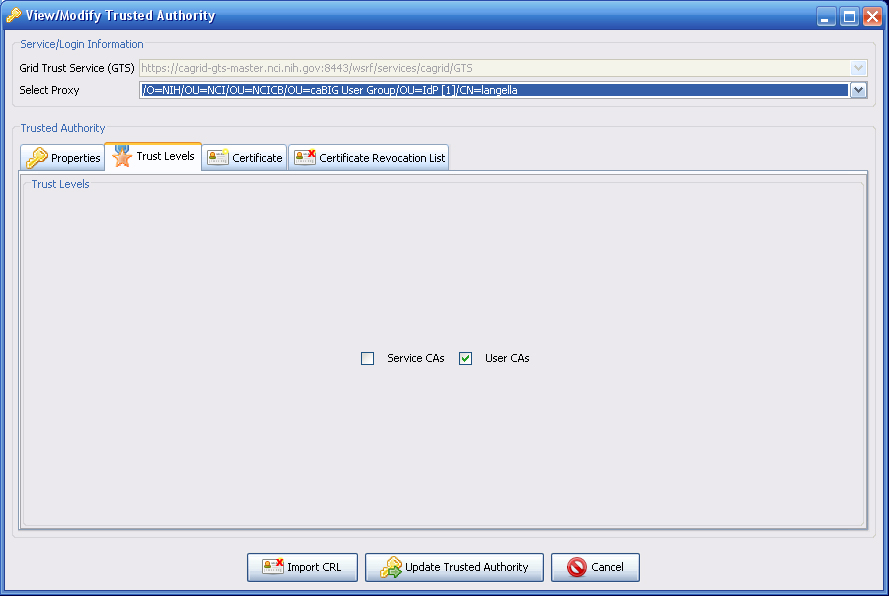 View/Modify Trusted Authority
Service/Login Information
Grid Trust Service (GTS) https://cagrid-gts-master.nci.nih.gov:8443/wsrf/services/cagrid/GTS
Select Proxy /O=NIH/OU=NCI/OU=NCICB/OU=caBIG User Group/OU=IdP [1]/CN=langella
Trusted Authority
Properties Trust Levels Certificate Certificate Revocation List
Trust Levels
Service CAs User CAs
Import CRL Update Trusted Authority Cancel